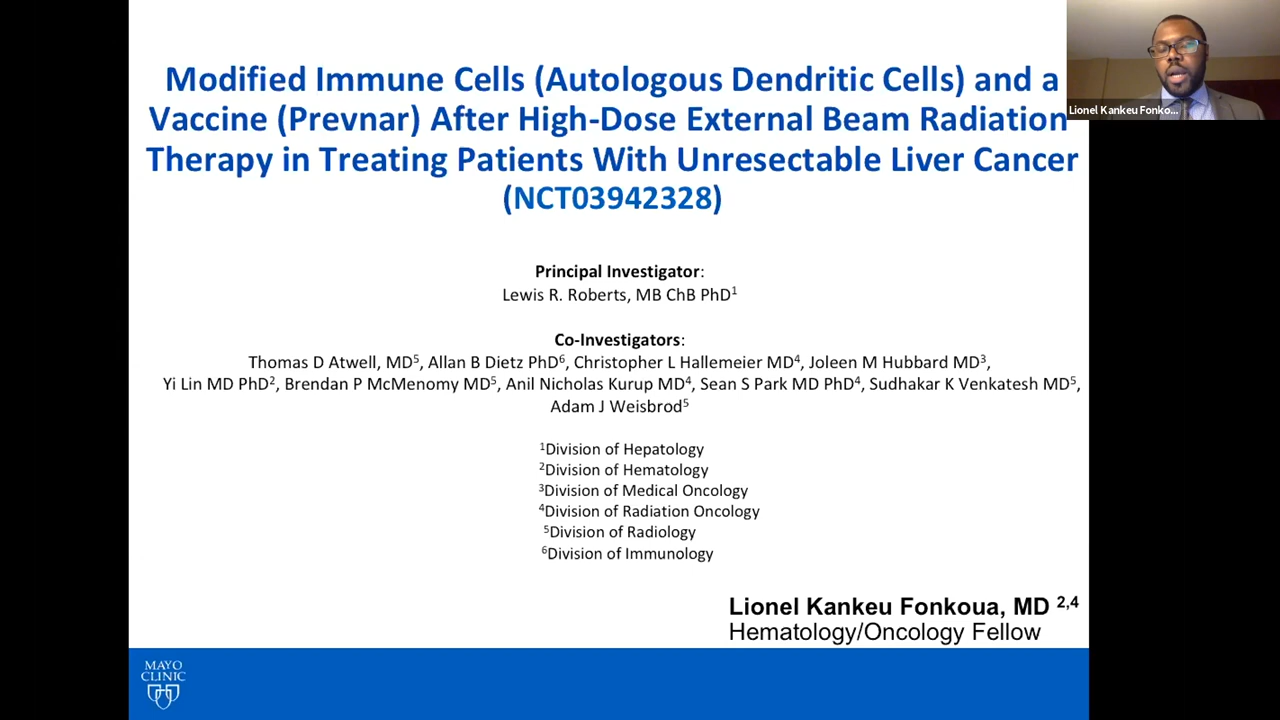 Modified Immune Cells (Autologous Dendritic Cells) and a
Vaccine (Prevnar) After High-Dose External Beam Radiation
Therapy in Treating Patients With Unresectable Liver Cancer
(NCT03942328)
Lionel Kankeu Fonko...
Principal Investigator:
Lewis R. Roberts, MB ChB PhD¹
Co-Investigators:
Thomas D Atwell, MD⁵, Allan B Dietz PhD⁶, Christopher L Hallemeier MD⁴, Joleen M Hubbard MD³,
Yi Lin MD PhD², Brendan P McMenomy MD⁵, Anil Nicholas Kurup MD⁴, Sean S Park MD PhD⁴, Sudhakar K Venkatesh MD⁵,
Adam J Weisbrod⁵
¹Division of Hepatology
²Division of Hematology
³Division of Medical Oncology
⁴Division of Radiation Oncology
⁵Division of Radiology
⁶Division of Immunology
Lionel Kankeu Fonkoua, MD ²,⁴
Hematology/Oncology Fellow
MAYO
CLINIC